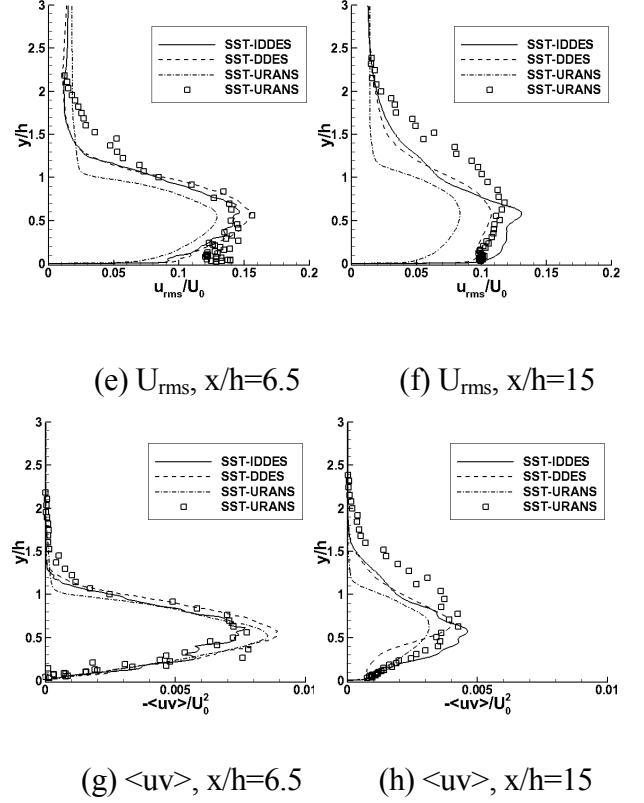 3
2.5
2
1.5
1
0.5
0
y/h
SST-IDDES
SST-DDES
SST-URANS
SST-URANS
0 0.05 0.1 0.15 0.2
u_rms/U_0
3
2.5
2
1.5
1
0.5
0
y/h
SST-IDDES
SST-DDES
SST-URANS
SST-URANS
0 0.05 0.1 0.15 0.2
u_rms/U_0
(e) U_rms, x/h=6.5
(f) U_rms, x/h=15
3
2.5
2
1.5
1
0.5
0
y/h
SST-IDDES
SST-DDES
SST-URANS
SST-URANS
0 0.005 0.01
-<uv>/U_0^2
3
2.5
2
1.5
1
0.5
0
y/h
SST-IDDES
SST-DDES
SST-URANS
SST-URANS
0 0.005 0.01
-<uv>/U_0^2
(g) <uv>, x/h=6.5
(h) <uv>, x/h=15